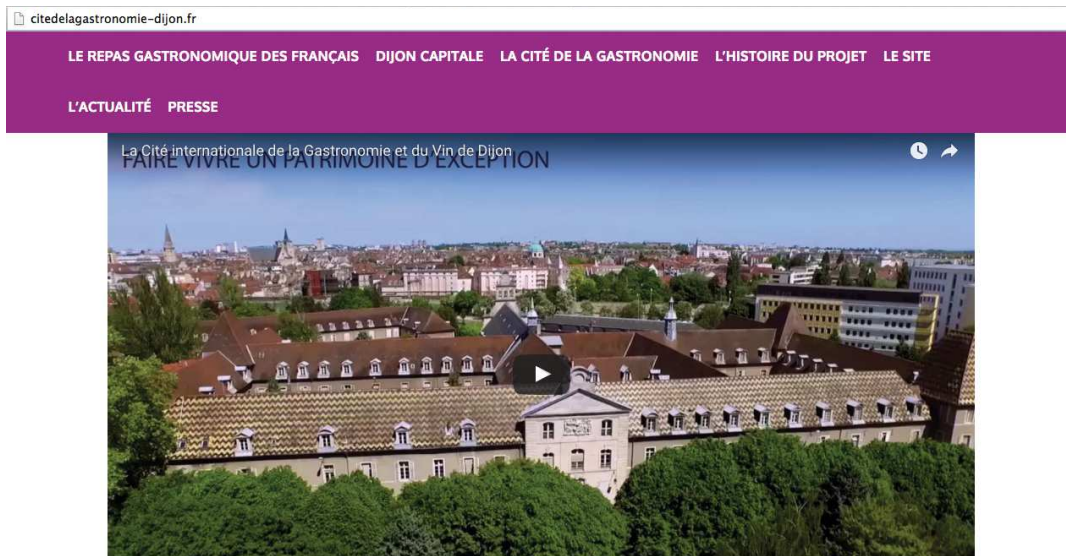 citedelagastronomie-dijon.fr
LE REPAS GASTRONOMIQUE DES FRANÇAIS DIJON CAPITALE LA CITÉ DE LA GASTRONOMIE L'HISTOIRE DU PROJET LE SITE
L'ACTUALITÉ PRESSE
La Cité internationale de la Gastronomie et du Vin de Dijon
FAIRE VIVRE UN PATRIMOINE D'EXCEPTION